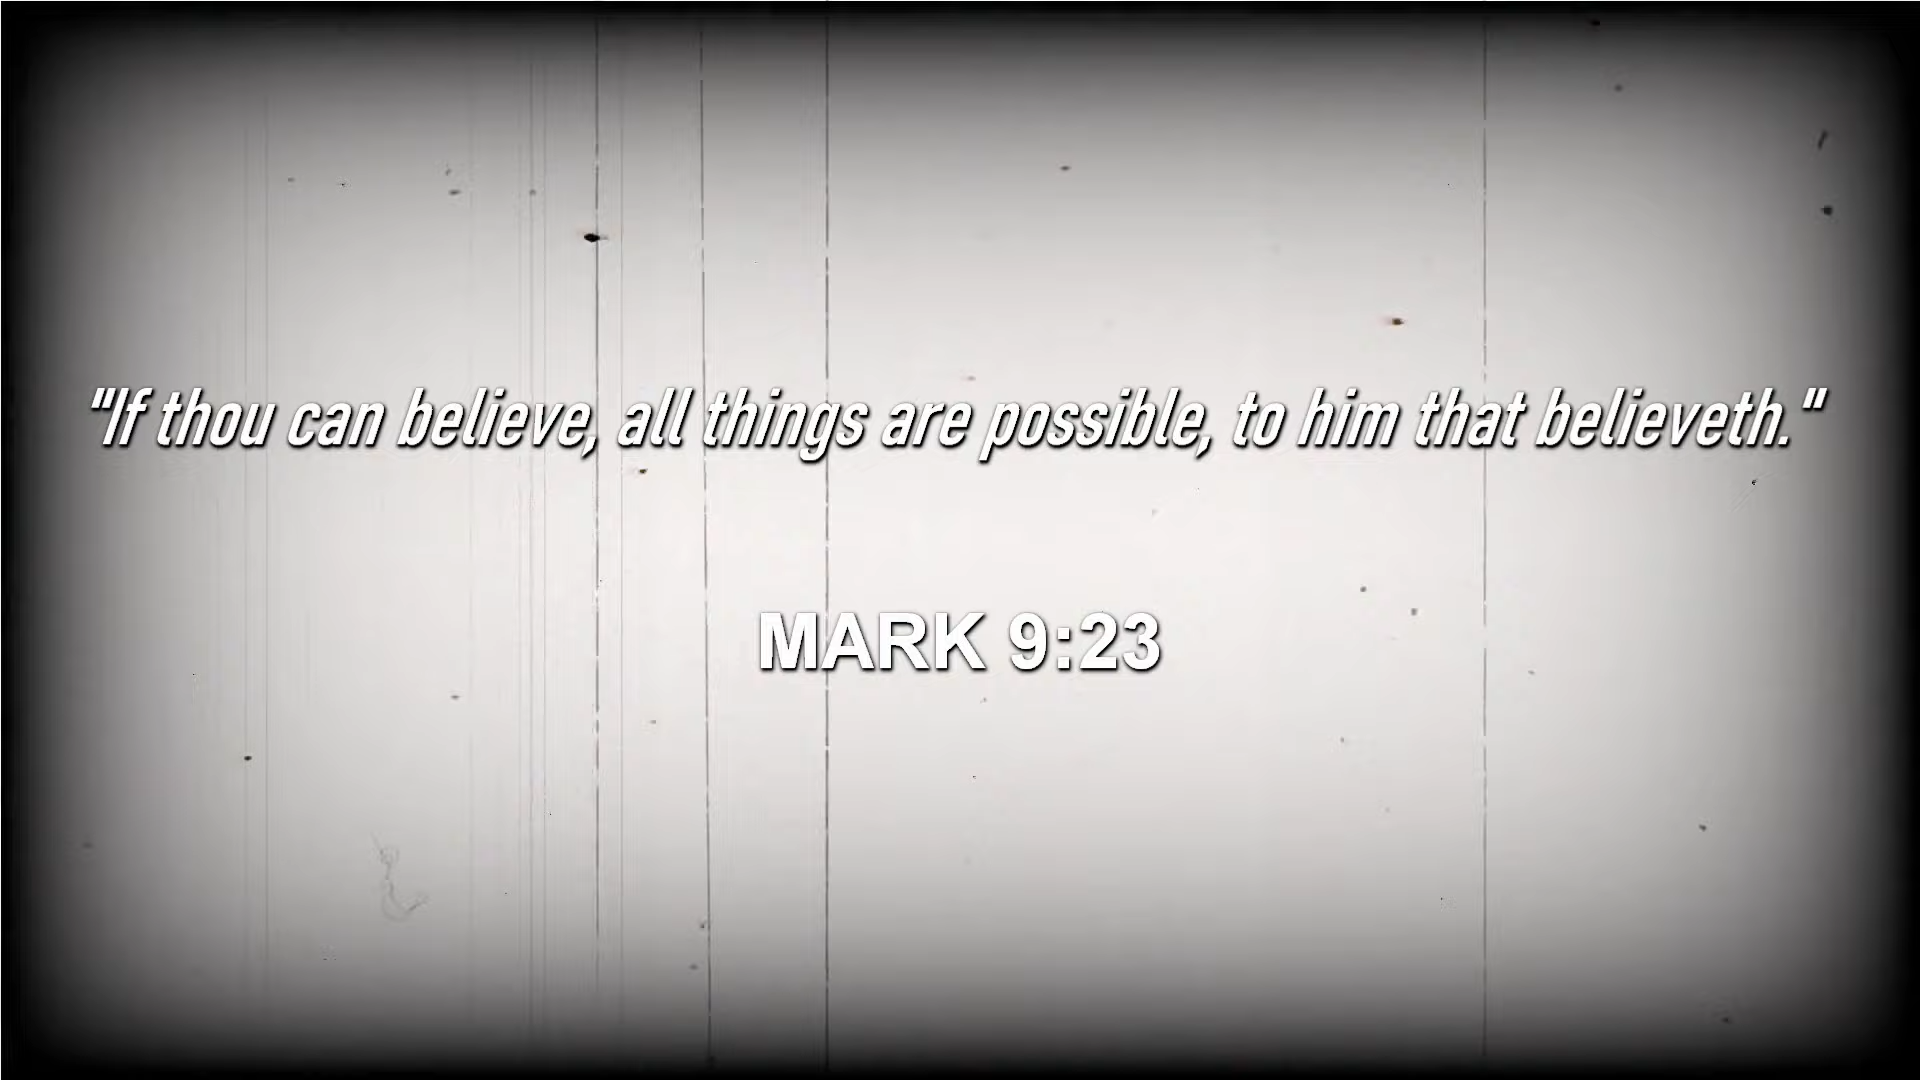 "If thou can believe, all things are possible, to him that believeth."
MARK 9:23